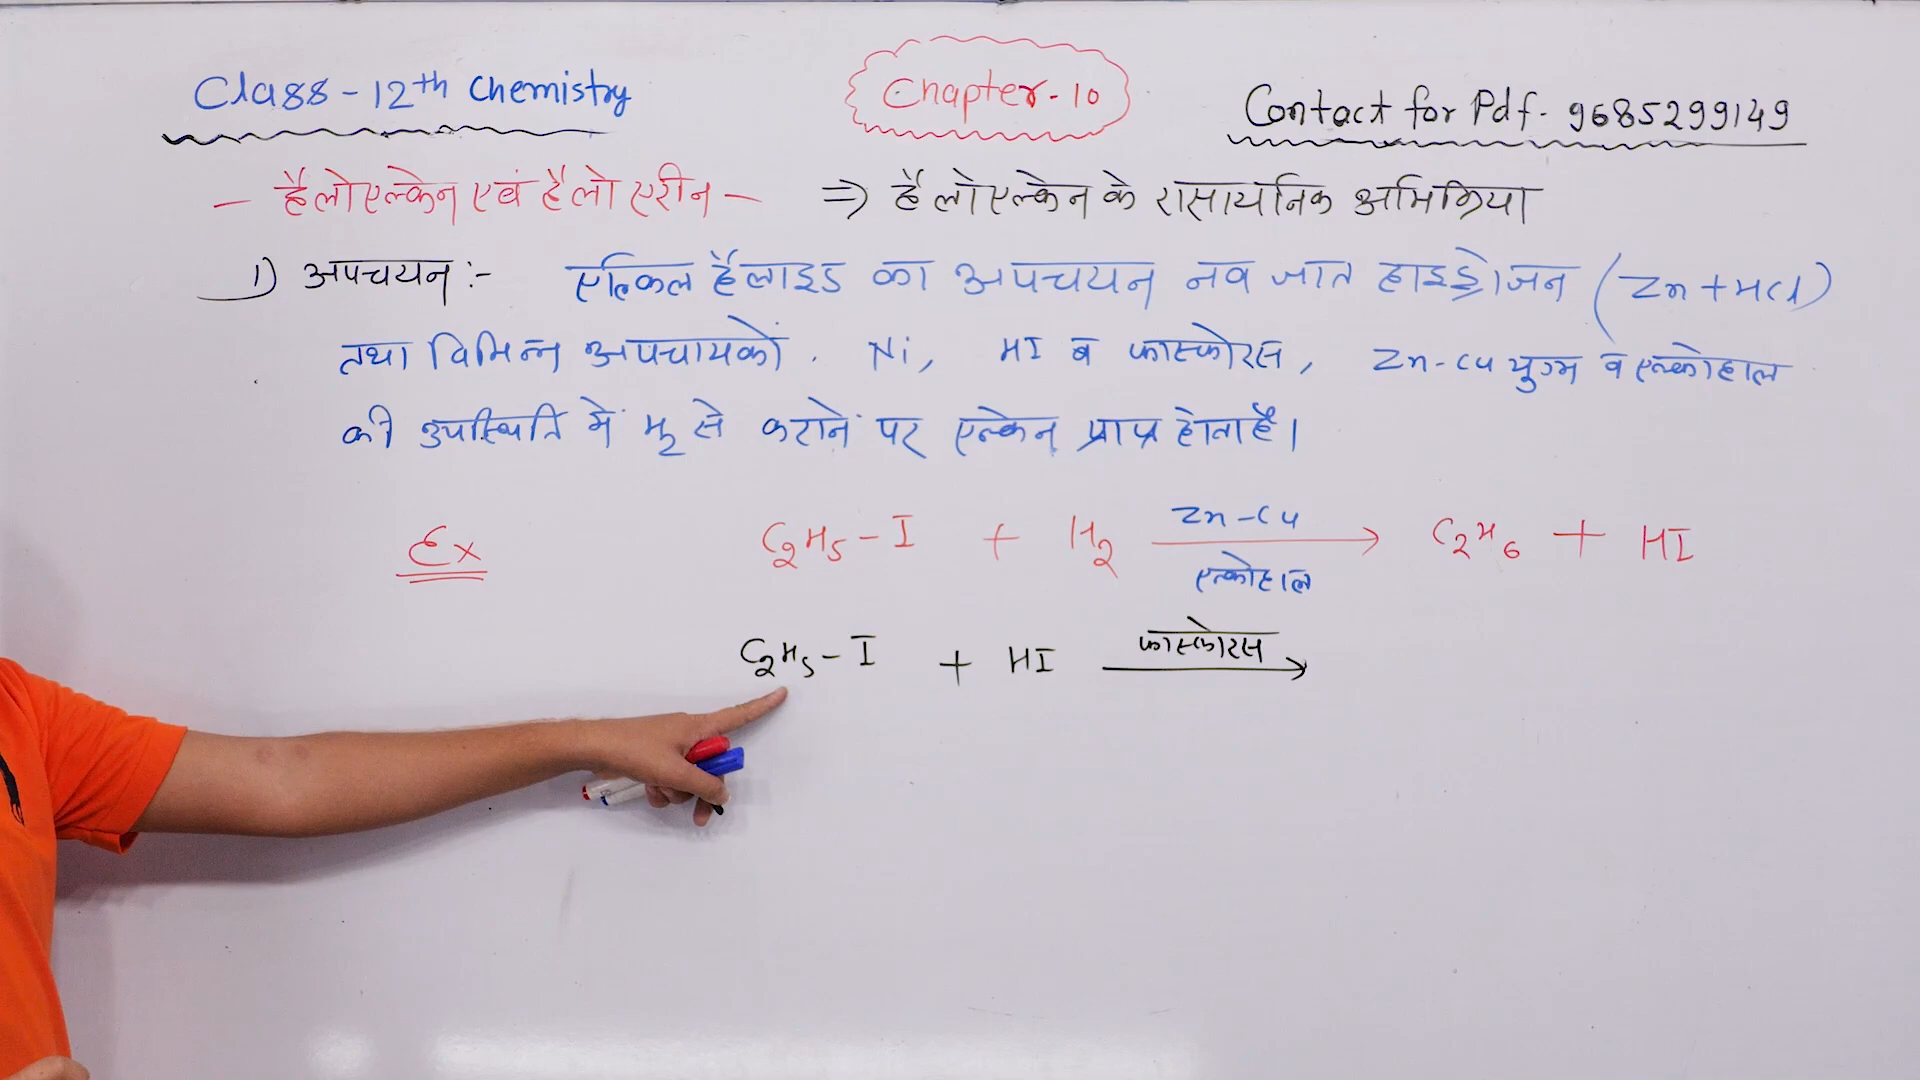 Class - 12th Chemistry
Chapter - 10
Contact for Pdf - 9685299149
- हैलोएल्केन एवं हैलोएरीन - ⇒ हैलोएल्केन के रासायनिक अभिक्रिया
1) अपचयन :- एल्किल हैलाइड का अपचयन नव जात हाइड्रोजन (Zn + HCl)
तथा विभिन्न अपचायकों. Ni, HI व फास्फोरस, Zn-Cu युग्म व एल्कोहाल
की उपस्थिति में H₂ से कराने पर एल्केन प्राप्त होता है।
Ex C₂H₅ - I + H₂ Zn-Cu एल्कोहाल → C₂H₆ + HI
C₂H₅ - I + HI फास्फोरस →